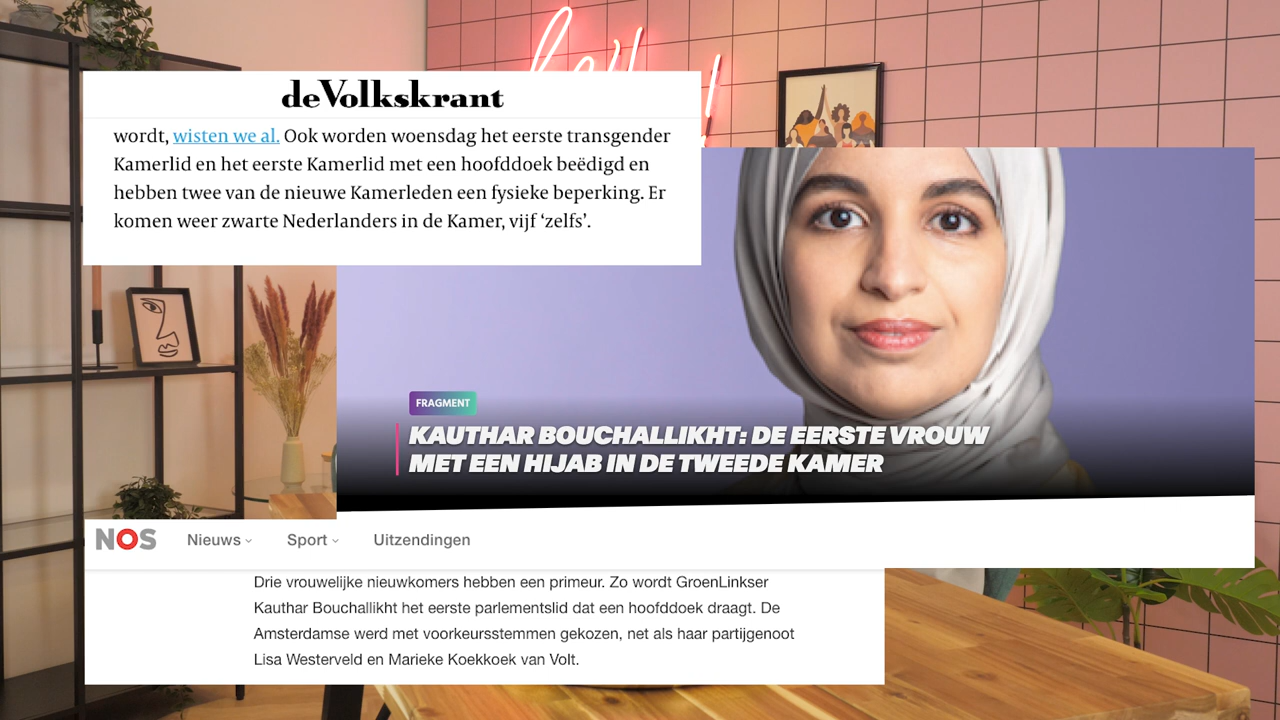 hey!
deVolkskrant
wordt, wisten we al. Ook worden woensdag het eerste transgender
Kamerlid en het eerste Kamerlid met een hoofddoek beëdigd en
hebben twee van de nieuwe Kamerleden een fysieke beperking. Er
komen weer zwarte Nederlanders in de Kamer, vijf ‘zelfs’.
FRAGMENT
KAUTHAR BOUCHALLIKHT: DE EERSTE VROUW
MET EEN HIJAB IN DE TWEEDE KAMER
NOS Nieuws Sport Uitzendingen
Drie vrouwelijke nieuwkomers hebben een primeur. Zo wordt GroenLinkser
Kauthar Bouchallikht het eerste parlementslid dat een hoofddoek draagt. De
Amsterdamse werd met voorkeursstemmen gekozen, net als haar partijgenoot
Lisa Westerveld en Marieke Koekkoek van Volt.